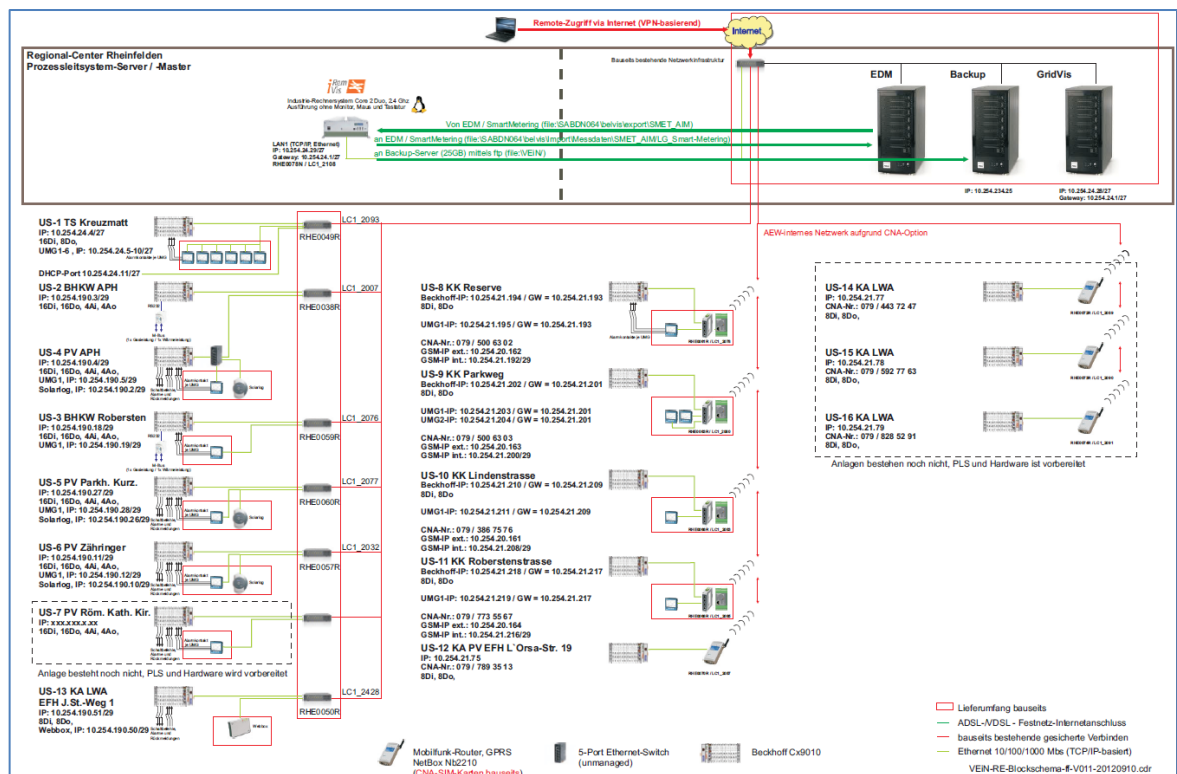 Remote-Zugriff via Internet (VPN-basierend)
Internet
Regional-Center Rheinfelden
Prozessleitsystem-Server / -Master
Bauseits bestehende Netzwerkinfrastruktur
EDM
Backup
GridVis
Industrie-Rechnersystem Core 2 Duo, 2.4 Ghz
Ausführung ohne Monitor, Maus und Tastatur
Von EDM / SmartMetering (file:\SABDN064\belvis\export\SMET_AIM)
an EDM / SmartMetering (file:\SABDN064\belvis\Import\Messdaten\SMET_AIM/LG_Smart-Metering)
an Backup-Server (25GB) mittels ftp (file:\VEiN/)
LAN1 (TCP/IP, Ethernet)
IP: 10.254.24.29/27
Gateway: 10.254.24.1/27
RHE0078N / LC1_2108
IP: 10.254.234.25
IP: 10.254.24.28/27
Gateway: 10.254.24.1/27
US-1 TS Kreuzmatt
IP: 10.254.24.4/27
16Di, 8Do,
UMG1-6 , IP: 10.254.24.5-10/27
Alarmkontakte je UMG
DHCP-Port 10.254.24.11/27
LC1_2093
RHE0049R
US-2 BHKW APH
IP: 10.254.190.3/29
16Di, 16Do, 4Ai, 4Ao
M-Bus
LC1_2007
RHE0038R
US-4 PV APH
IP: 10.254.190.4/29
16Di, 16Do, 4Ai, 4Ao,
UMG1, IP: 10.254.190.5/29
Solarlog, IP: 10.254.190.2/29
Alarmkontakt
je UMG
Solarlog
US-3 BHKW Robersten
IP: 10.254.190.18/29
16Di, 16Do, 4Ai, 4Ao,
UMG1, IP: 10.254.190.19/29
Alarmkontakt
je UMG
M-Bus
LC1_2076
RHE0059R
US-5 PV Parkh. Kurz.
IP: 10.254.190.27/29
16Di, 16Do, 4Ai, 4Ao,
UMG1, IP: 10.254.190.28/29
Solarlog, IP: 10.254.190.26/29
Alarmkontakt
je UMG
Solarlog
LC1_2077
RHE0060R
US-6 PV Zähringer
IP: 10.254.190.11/29
16Di, 16Do, 4Ai, 4Ao,
UMG1, IP: 10.254.190.12/29
Solarlog, IP: 10.254.190.10/29
Alarmkontakt
je UMG
Solarlog
LC1_2032
RHE0057R
US-7 PV Röm. Kath. Kir.
IP: xxx.xxx.x.xx
16Di, 16Do, 4Ai, 4Ao,
Alarmkontakt
je UMG
Anlage besteht noch nicht, PLS und Hardware wird vorbereitet
US-13 KA LWA
EFH J.St.-Weg 1
IP: 10.254.190.51/29
8Di, 8Do,
Webbox, IP: 10.254.190.50/29
Webbox
LC1_2428
RHE0050R
US-8 KK Reserve
Beckhoff-IP: 10.254.21.194 / GW = 10.254.21.193
8Di, 8Do
UMG1-IP: 10.254.21.195 / GW = 10.254.21.193
CNA-Nr.: 079 / 500 63 02
GSM-IP ext.: 10.254.20.162
GSM-IP int.: 10.254.21.192/29
Alarmkontakte je UMG
US-9 KK Parkweg
Beckhoff-IP: 10.254.21.202 / GW = 10.254.21.201
8Di, 8Do
UMG1-IP: 10.254.21.203 / GW = 10.254.21.201
UMG2-IP: 10.254.21.204 / GW = 10.254.21.201
CNA-Nr.: 079 / 500 63 03
GSM-IP ext.: 10.254.20.163
GSM-IP int.: 10.254.21.200/29
US-10 KK Lindenstrasse
Beckhoff-IP: 10.254.21.210 / GW = 10.254.21.209
8Di, 8Do
UMG1-IP: 10.254.21.211 / GW = 10.254.21.209
CNA-Nr.: 079 / 386 75 76
GSM-IP ext.: 10.254.20.161
GSM-IP int.: 10.254.21.208/29
US-11 KK Roberstenstrasse
Beckhoff-IP: 10.254.21.218 / GW = 10.254.21.217
8Di, 8Do
UMG1-IP: 10.254.21.219 / GW = 10.254.21.217
CNA-Nr.: 079 / 773 55 67
GSM-IP ext.: 10.254.20.164
GSM-IP int.: 10.254.21.216/29
US-12 KA PV EFH L`Orsa-Str. 19
IP: 10.254.21.75
CNA-Nr.: 079 / 789 35 13
8Di, 8Do,
AEW-internes Netzwerk aufgrund CNA-Option
US-14 KA LWA
IP: 10.254.21.77
CNA-Nr.: 079 / 443 72 47
8Di, 8Do,
US-15 KA LWA
IP: 10.254.21.78
CNA-Nr.: 079 / 592 77 63
8Di, 8Do,
US-16 KA LWA
IP: 10.254.21.79
CNA-Nr.: 079 / 828 52 91
8Di, 8Do,
Anlagen bestehen noch nicht, PLS und Hardware ist vorbereitet
Mobilfunk-Router, GPRS
NetBox Nb2210
(CNA-SIM-Karten bauseits)
5-Port Ethernet-Switch
(unmanaged)
Beckhoff Cx9010
Lieferumfang bauseits
ADSL-/VDSL - Festnetz-Internetanschluss
bauseits bestehende gesicherte Verbinden
Ethernet 10/100/1000 Mbs (TCP/IP-basiert)
VEiN-RE-Blockschema-ff-V011-20120910.cdr